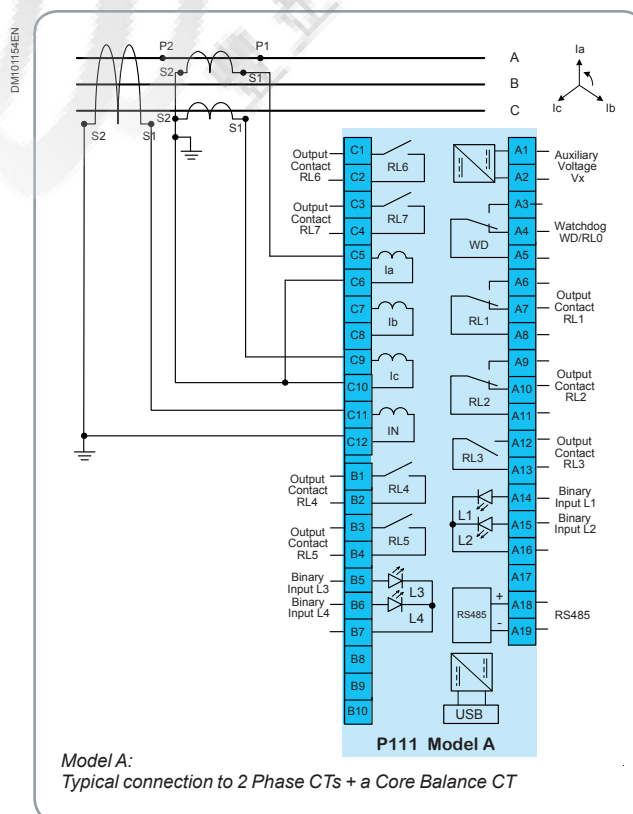 DM101154EN
P2
P1
A
Ia
S2
S1
B
S2
C
Ic
Ib
S2
S1
S1
Output
Contact
RL6
C1
C2
RL6
A1
A2
Auxiliary
Voltage
Vx
Output
Contact
RL7
C3
C4
RL7
A3
A4
A5
WD
Watchdog
WD/RL0
C5
C6
Ia
A6
A7
A8
RL1
Output
Contact
RL1
C7
C8
Ib
C9
C10
Ic
A9
A10
A11
RL2
Output
Contact
RL2
C11
C12
IN
A12
A13
RL3
Output
Contact
RL3
Output
Contact
RL4
B1
B2
RL4
A14
A15
A16
L1
L2
Binary
Input L1
Binary
Input L2
Output
Contact
RL5
B3
B4
RL5
Binary
Input L3
Binary
Input L4
B5
B6
B7
L3
L4
A17
A18
A19
RS485
+
-
RS485
B8
B9
B10
USB
P111 Model A
Model A:
Typical connection to 2 Phase CTs + a Core Balance CT